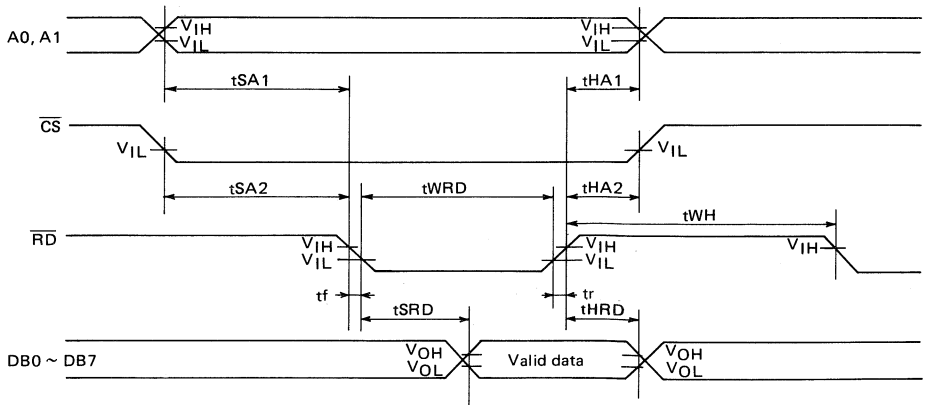 A0, A1
VIH
VIL
VIH
VIL
tSA1
tHA1
CS
VIL
VIL
tSA2
tWRD
tHA2
tWH
RD
VIH
VIL
VIH
VIL
VIH
tf
tSRD
tr
tHRD
DB0 ~ DB7
VOH
VOL
Valid data
VOH
VOL